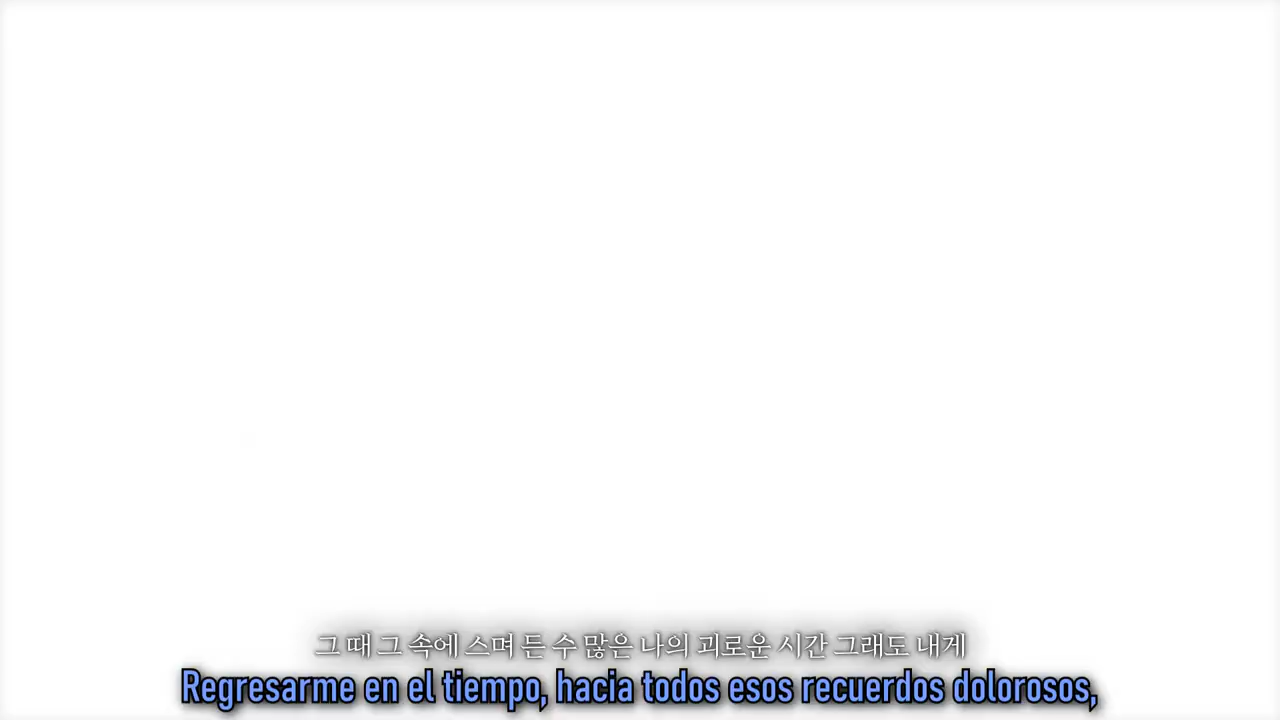 그 때 그 속에 스며 든 수 많은 나의 괴로운 시간 그래도 내게
Regresarme en el tiempo, hacia todos esos recuerdos dolorosos,